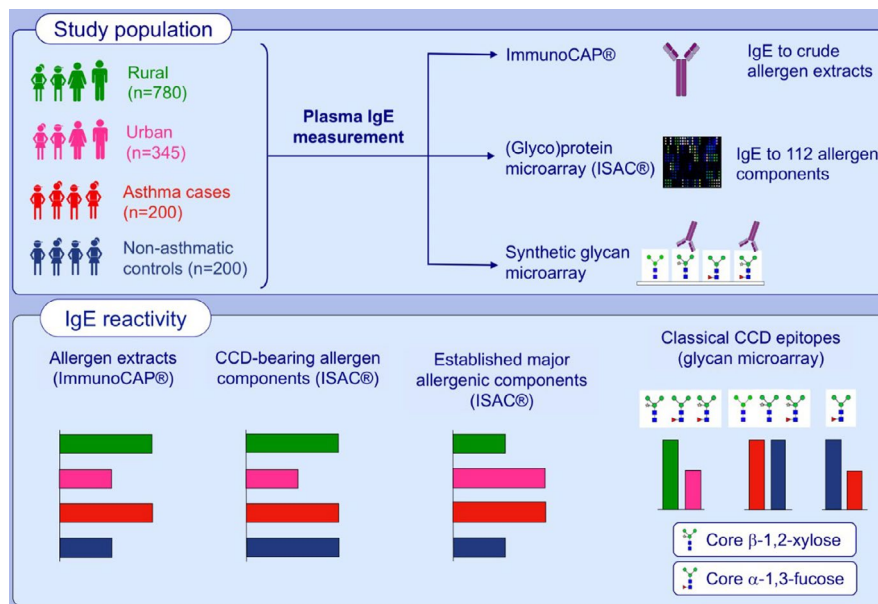 Study population
Rural
(n=780)
Urban
(n=345)
Asthma cases
(n=200)
Non-asthmatic
controls (n=200)
Plasma IgE
measurement
ImmunoCAP®
IgE to crude
allergen extracts
(Glyco)protein
microarray (ISAC®)
IgE to 112 allergen
components
Synthetic glycan
microarray
IgE reactivity
Allergen extracts
(ImmunoCAP®)
CCD-bearing allergen
components (ISAC®)
Established major
allergenic components
(ISAC®)
Classical CCD epitopes
(glycan microarray)
Core β-1,2-xylose
Core α-1,3-fucose